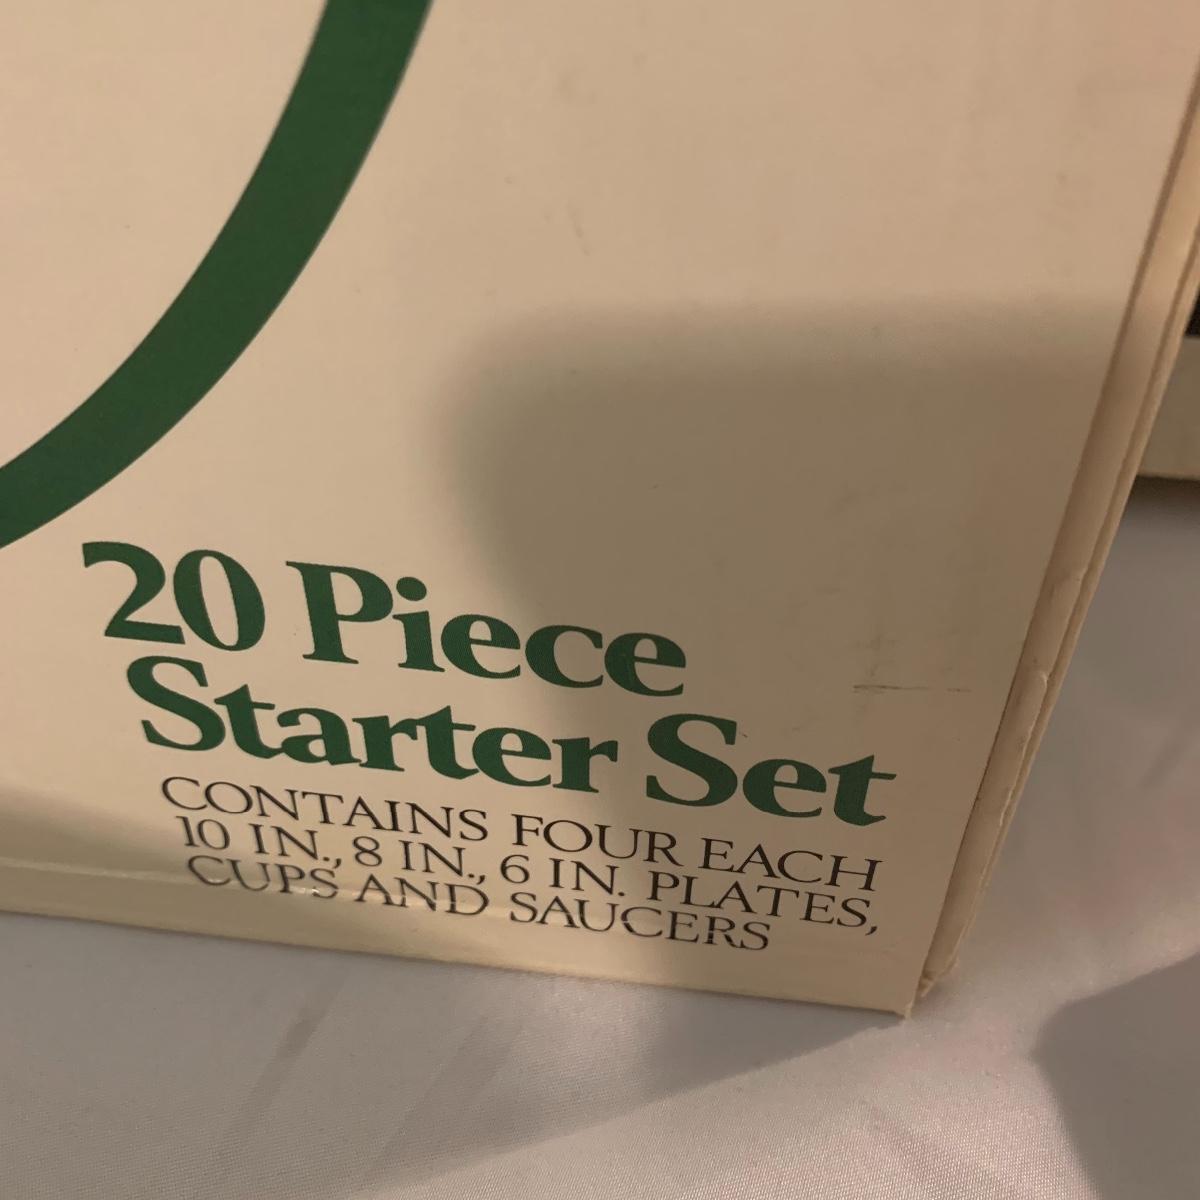 20 Piece
Starter Set
CONTAINS FOUR EACH
10 IN., 8 IN., 6 IN. PLATES,
CUPS AND SAUCERS